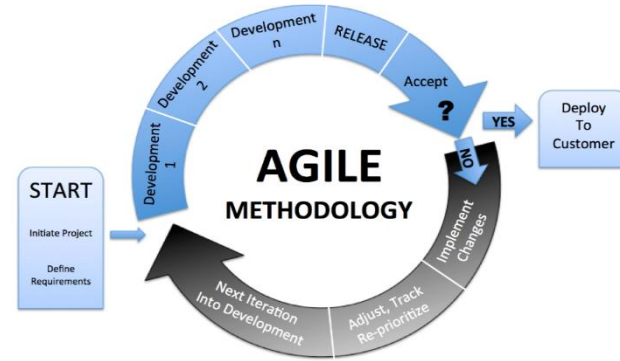 START
Initiate Project
Define
Requirements
Development
1
Development
2
Development
n
RELEASE
Accept
?
YES
Deploy
To
Customer
NO
Implement
Changes
Adjust, Track
Re-prioritize
Next Iteration
Into Development
AGILE
METHODOLOGY